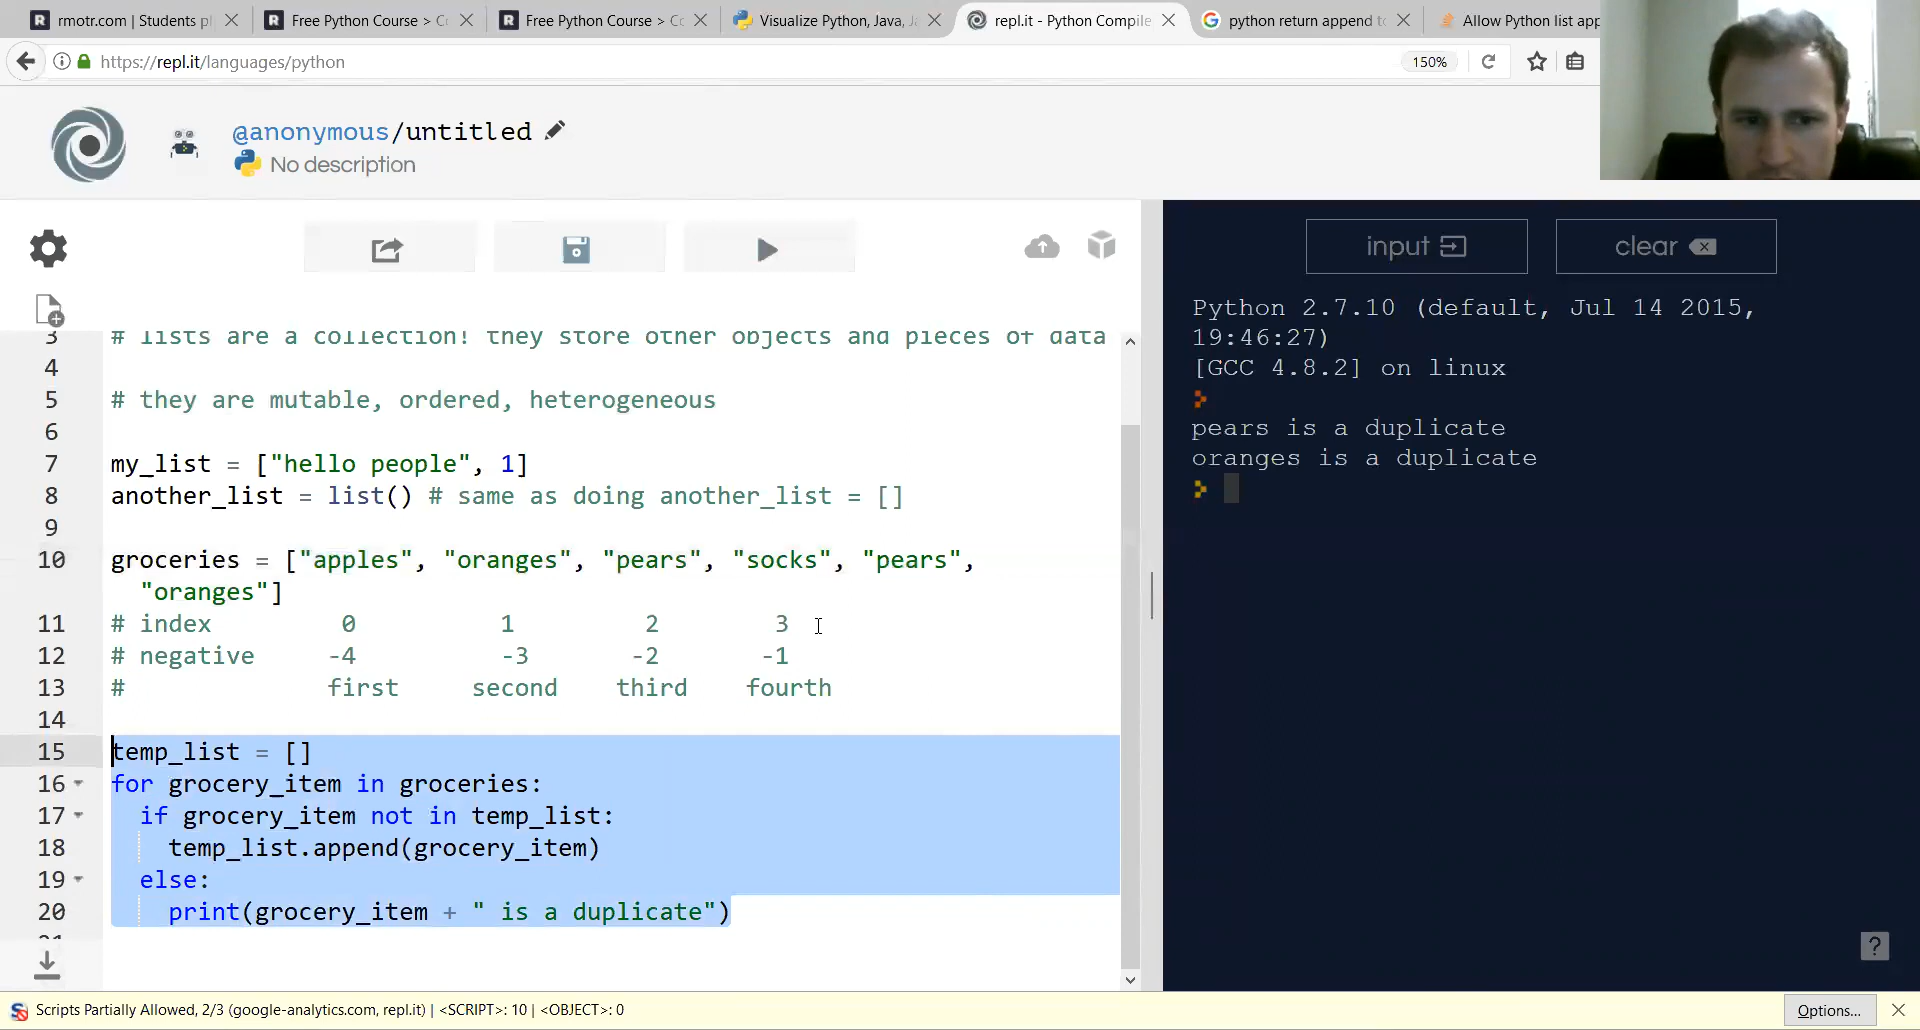 rmotr.com | Students pl
Free Python Course > Co
Free Python Course > Co
Visualize Python, Java, J
repl.it - Python Compile
python return append to
Allow Python list app
https://repl.it/languages/python
150%
@anonymous/untitled
No description
input
clear
3 # lists are a collection! they store other objects and pieces of data
4
5 # they are mutable, ordered, heterogeneous
6
7 my_list = ["hello people", 1]
8 another_list = list() # same as doing another_list = []
9
10 groceries = ["apples", "oranges", "pears", "socks", "pears",
"oranges"]
11 # index 0 1 2 3
12 # negative -4 -3 -2 -1
13 # first second third fourth
14
15 temp_list = []
16 for grocery_item in groceries:
17 if grocery_item not in temp_list:
18 temp_list.append(grocery_item)
19 else:
20 print(grocery_item + " is a duplicate")
Python 2.7.10 (default, Jul 14 2015,
19:46:27)
[GCC 4.8.2] on linux
pears is a duplicate
oranges is a duplicate
?
Scripts Partially Allowed, 2/3 (google-analytics.com, repl.it) | <SCRIPT>: 10 | <OBJECT>: 0
Options...